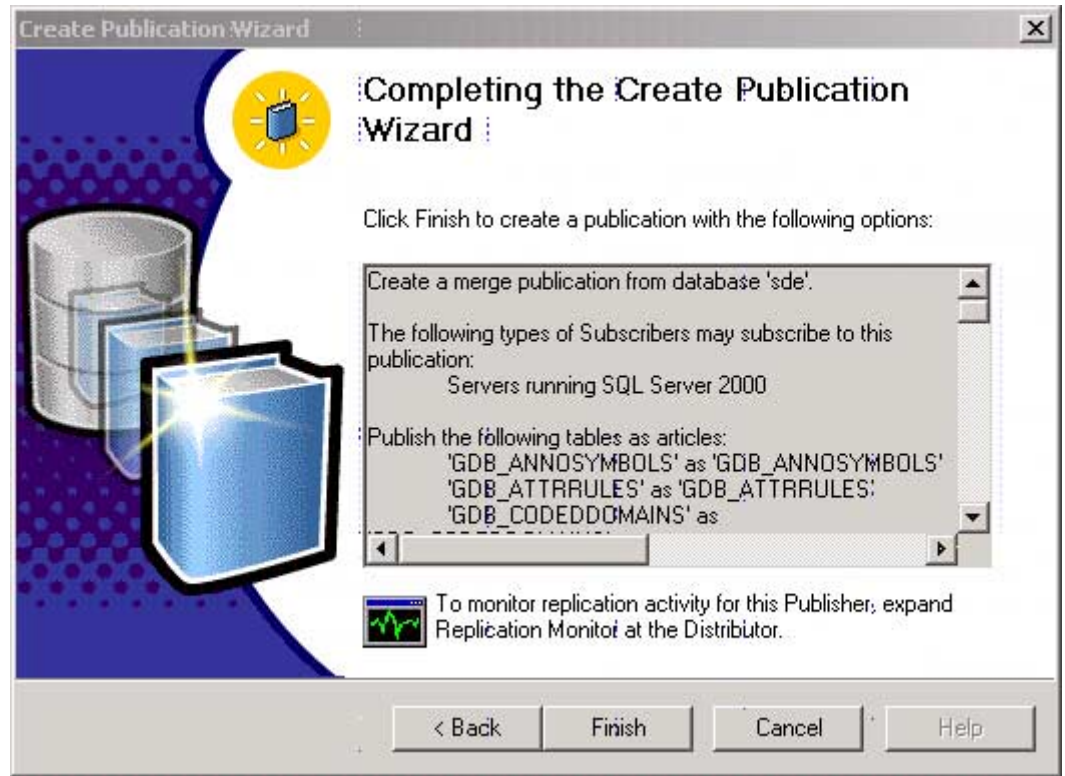 Create Publication Wizard
Completing the Create Publication
Wizard
Click Finish to create a publication with the following options:
Create a merge publication from database 'sde'.
The following types of Subscribers may subscribe to this
publication:
Servers running SQL Server 2000
Publish the following tables as articles:
'GDB_ANNOSYMBOLS' as 'GDB_ANNOSYMBOLS'
'GDB_ATTRRULES' as 'GDB_ATTRRULES'
'GDB_CODEDDOMAINS' as
To monitor replication activity for this Publisher, expand
Replication Monitor at the Distributor.
< Back
Finish
Cancel
Help